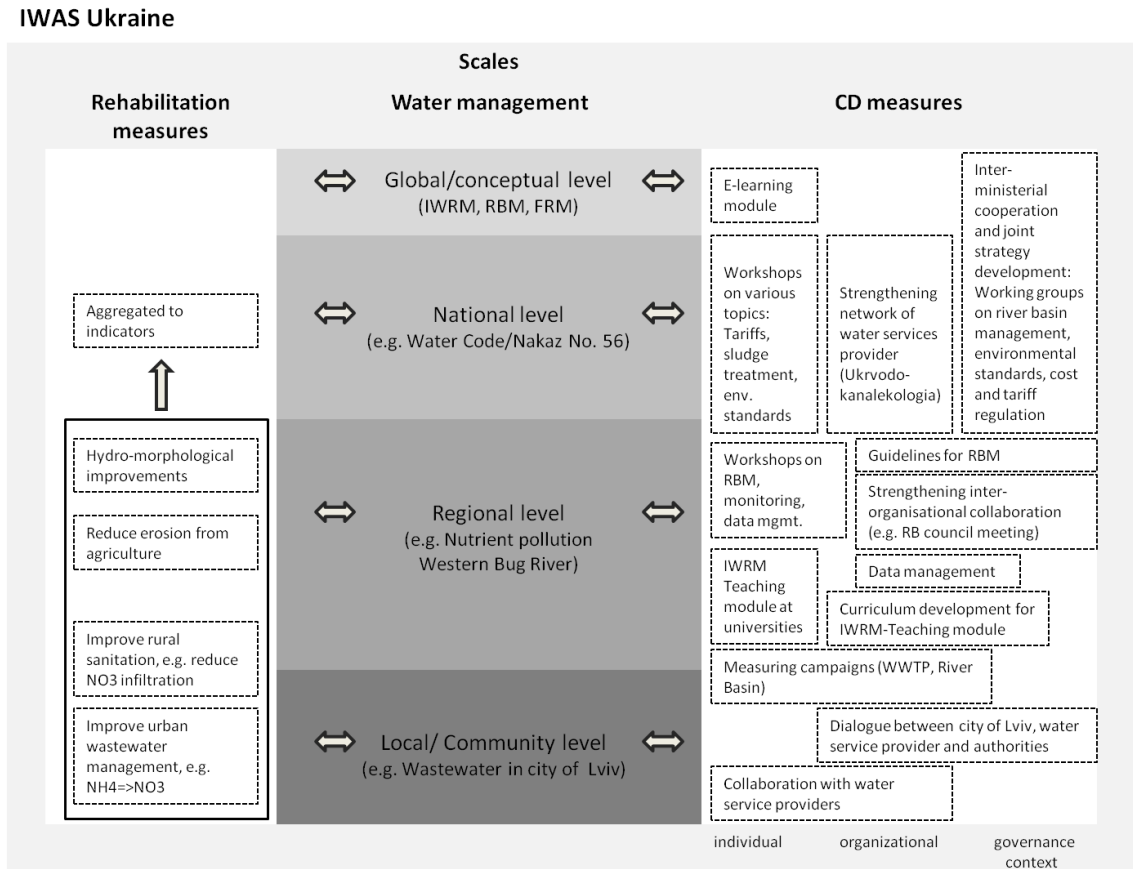 IWAS Ukraine
Scales
Rehabilitation
measures
Water management
CD measures
Aggregated to
indicators
Hydro-morphological
improvements
Reduce erosion from
agriculture
Improve rural
sanitation, e.g. reduce
NO3 infiltration
Improve urban
wastewater
management, e.g.
NH4=>NO3
Global/conceptual level
(IWRM, RBM, FRM)
National level
(e.g. Water Code/Nakaz No. 56)
Regional level
(e.g. Nutrient pollution
Western Bug River)
Local/ Community level
(e.g. Wastewater in city of Lviv)
E-learning
module
Inter-
ministerial
cooperation
and joint
strategy
development:
Working groups
on river basin
management,
environmental
standards, cost
and tariff
regulation
Workshops
on various
topics:
Tariffs,
sludge
treatment,
env.
standards
Strengthening
network of
water services
provider
(Ukrvodo-
kanalekologia)
Workshops on
RBM,
monitoring,
data mgmt.
Guidelines for RBM
Strengthening inter-
organisational collaboration
(e.g. RB council meeting)
IWRM
Teaching
module at
universities
Data management
Curriculum development for
IWRM-Teaching module
Measuring campaigns (WWTP, River
Basin)
Dialogue between city of Lviv, water
service provider and authorities
Collaboration with water
service providers
individual
organizational
governance
context